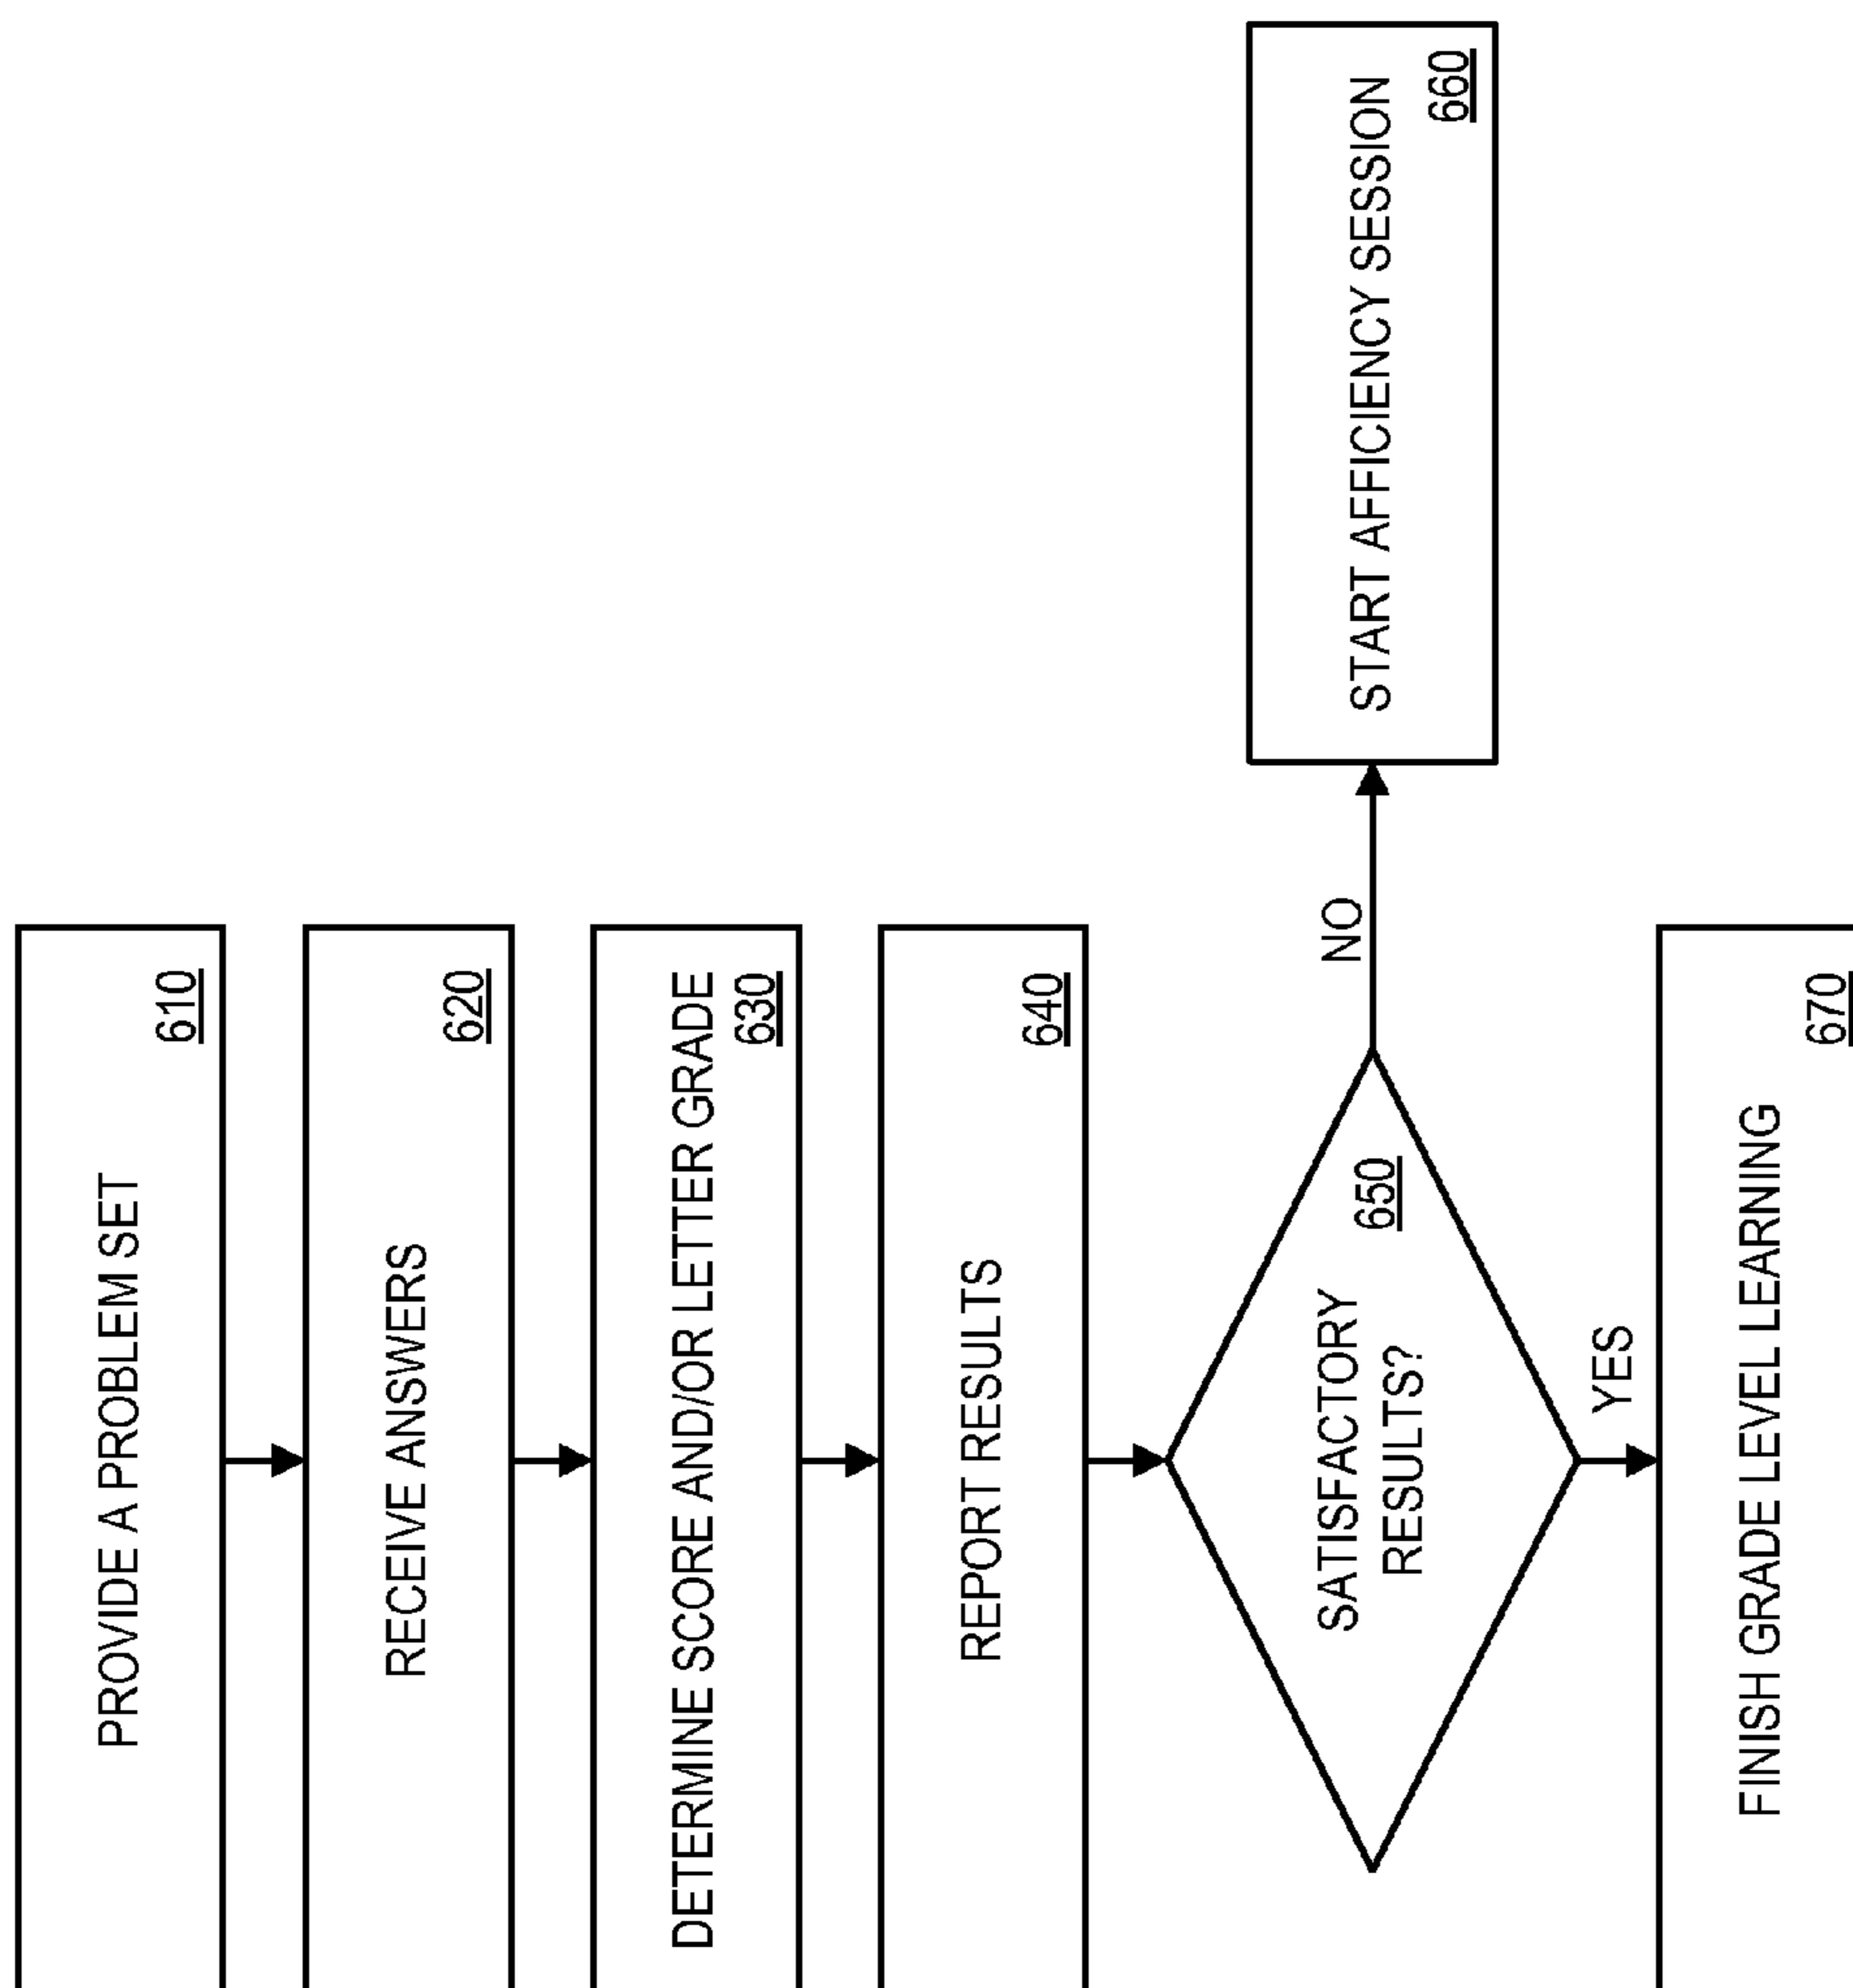 PROVIDE A PROBLEM SET
610
RECEIVE ANSWERS
620
DETERMINE SCORE AND/OR LETTER GRADE
630
REPORT RESULTS
640
SATISFACTORY
RESULTS?
650
NO
START AFFICIENCY SESSION
660
YES
FINISH GRADE LEVEL LEARNING
670